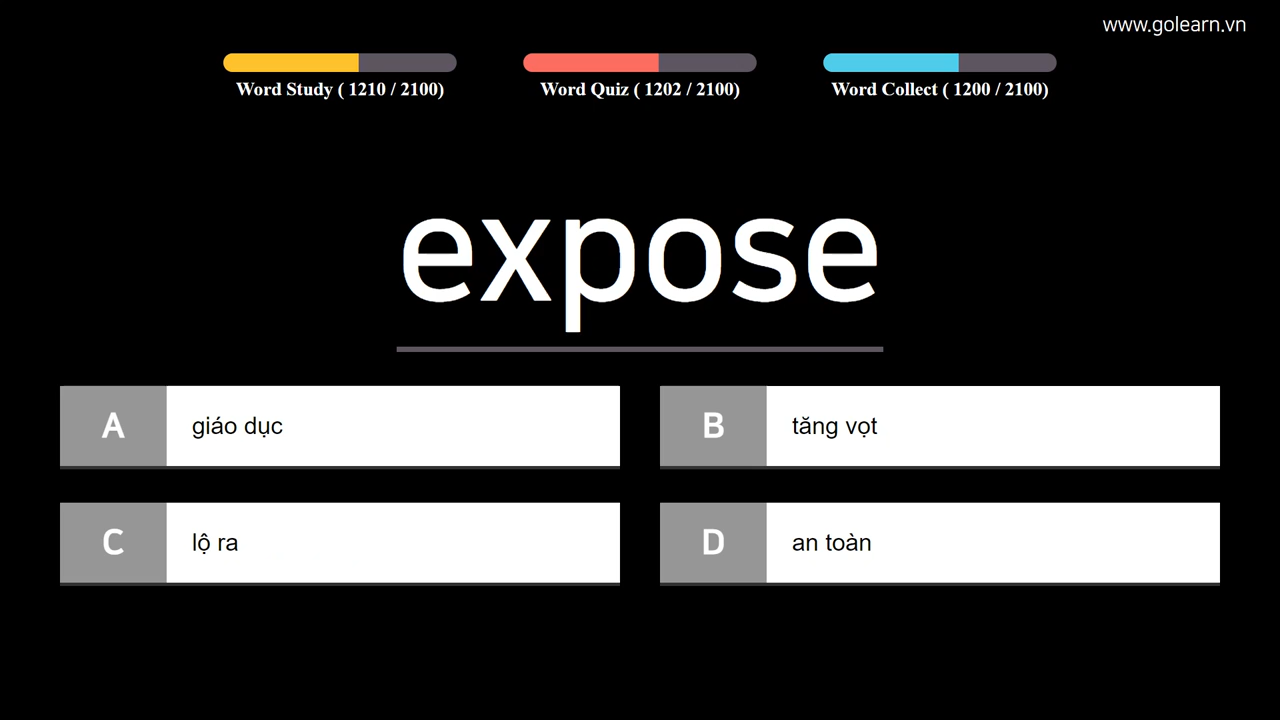 www.golearn.vn
Word Study ( 1210 / 2100)
Word Quiz ( 1202 / 2100)
Word Collect ( 1200 / 2100)
expose
A giáo dục
B tăng vọt
C lộ ra
D an toàn